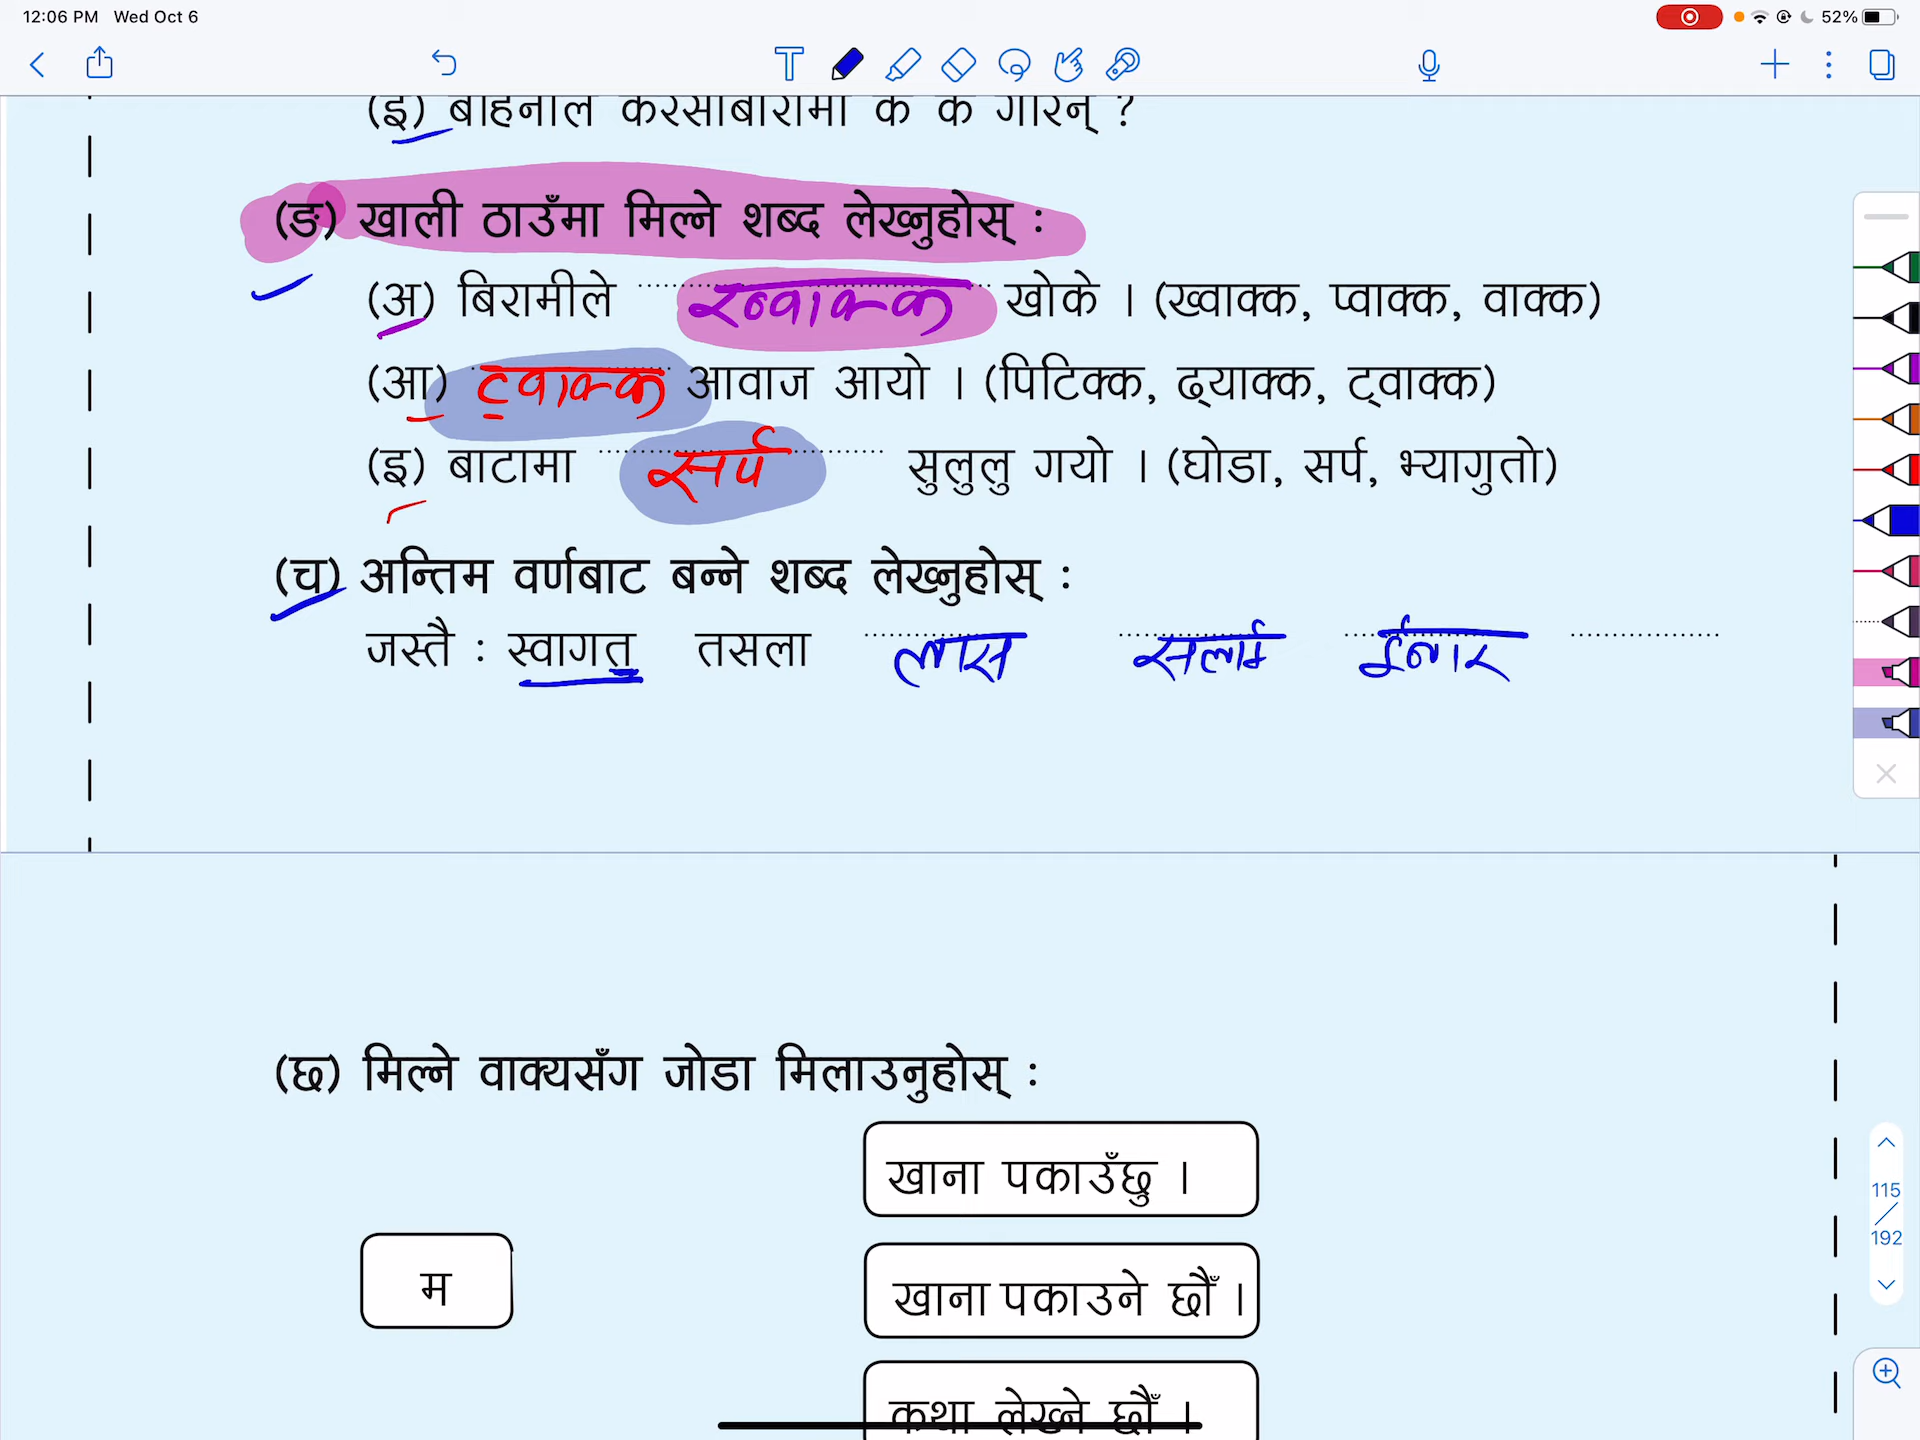 12:06 PM Wed Oct 6 52%
(ङ) खाली ठाउँमा मिल्ने शब्द लेख्नुहोस् :
(अ) बिरामीले ख्वाक्क खोके । (ख्वाक्क, प्वाक्क, वाक्क)
(आ) ट्वाक्क आवाज आयो । (पिटिक्क, ढ्याक्क, ट्वाक्क)
(इ) बाटामा सर्प सुलुलु गयो । (घोडा, सर्प, भ्यागुतो)
(च) अन्तिम वर्णबाट बन्ने शब्द लेख्नुहोस् :
जस्तै : स्वागत तसला लास
(छ) मिल्ने वाक्यसँग जोडा मिलाउनुहोस् :
खाना पकाउँछु ।
म
खाना पकाउने छौँ ।
कथा लेख्ने छौँ ।
115
192